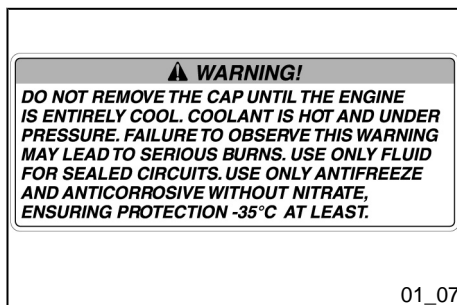 WARNING!
DO NOT REMOVE THE CAP UNTIL THE ENGINE
IS ENTIRELY COOL. COOLANT IS HOT AND UNDER
PRESSURE. FAILURE TO OBSERVE THIS WARNING
MAY LEAD TO SERIOUS BURNS. USE ONLY FLUID
FOR SEALED CIRCUITS. USE ONLY ANTIFREEZE
AND ANTICORROSIVE WITHOUT NITRATE,
ENSURING PROTECTION -35°C AT LEAST.
01_07